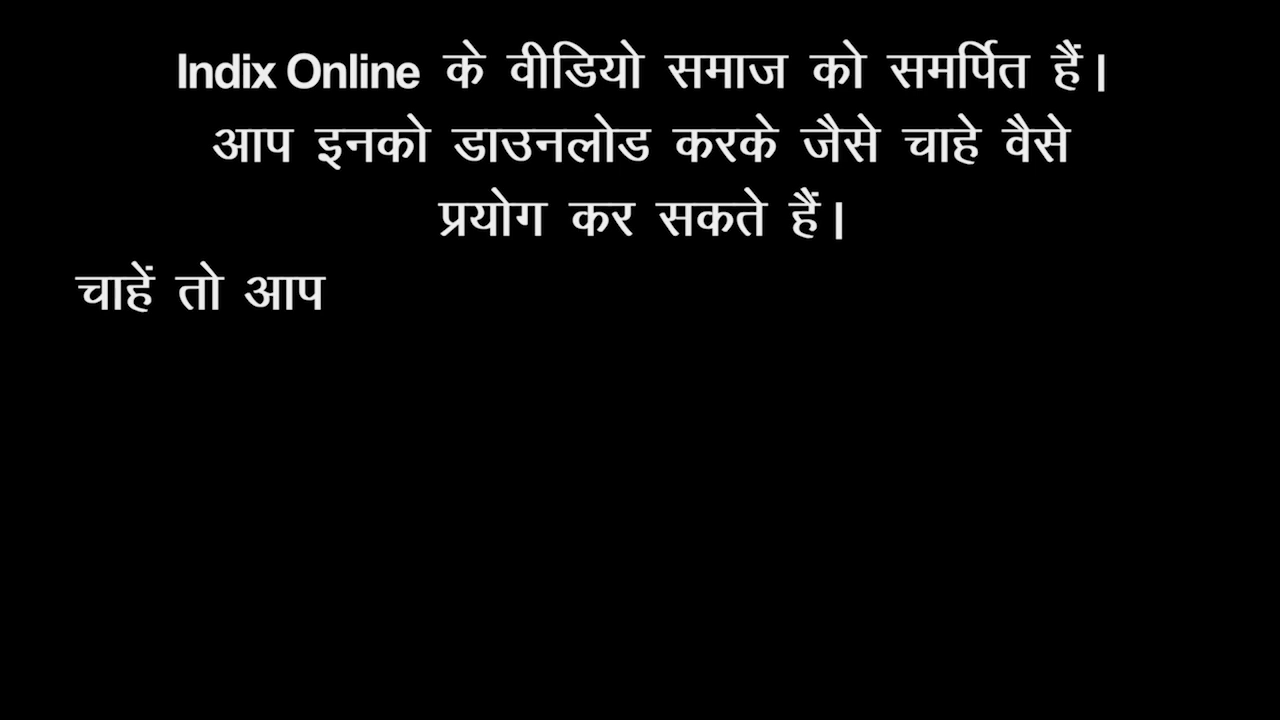 Indix Online के वीडियो समाज को समर्पित हैं।
आप इनको डाउनलोड करके जैसे चाहे वैसे
प्रयोग कर सकते हैं।
चाहें तो आप